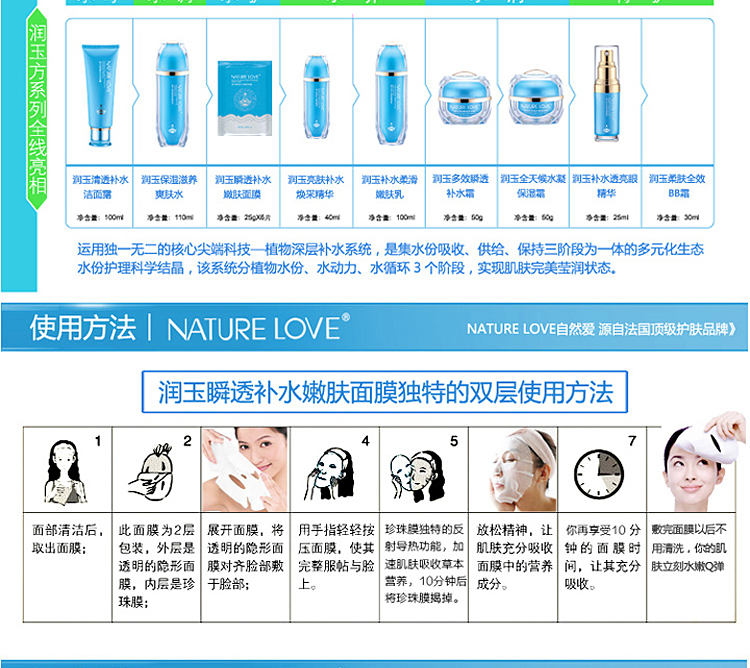 润玉方系列全线亮相
NATURE LOVE
NATURE LOVE
NATURE LOVE
润玉清透补水
洁面露
净含量：100ml
润玉保湿滋养
爽肤水
净含量：110ml
润玉瞬透补水
嫩肤面膜
净含量：25gX6片
润玉亮肤补水
焕采精华
净含量：40ml
润玉补水柔滑
嫩肤乳
净含量：100ml
润玉多效瞬透
补水霜
净含量：50g
润玉全天候水凝
保湿霜
净含量：50g
润玉补水透亮眼
精华
净含量：25ml
润玉柔肤全效
BB霜
净含量：30ml
运用独一无二的核心尖端科技—植物深层补水系统，是集水份吸收、供给、保持三阶段为一体的多元化生态
水份护理科学结晶，该系统分植物水份、水动力、水循环 3 个阶段，实现肌肤完美莹润状态。
使用方法 | NATURE LOVE®
NATURE LOVE自然爱 源自法国顶级护肤品牌》
润玉瞬透补水嫩肤面膜独特的双层使用方法
1
面部清洁后，
取出面膜；
2
此面膜为2层
包装，外层是
透明的隐形面
膜，内层是珍
珠膜；
展开面膜，将
透明的隐形面
膜对齐脸部敷
于脸部；
4
用手指轻轻按
压面膜，使其
完整服帖与脸
上。
5
珍珠膜独特的反
射导热功能，加
速肌肤吸收草本
营养，10分钟后
将珍珠膜揭掉。
放松精神，让
肌肤充分吸收
面膜中的营养
成分。
7
你再享受10 分
钟的面膜时
间，让其充分
吸收。
敷完面膜以后不
用清洗，你的肌
肤立刻水嫩Q弹